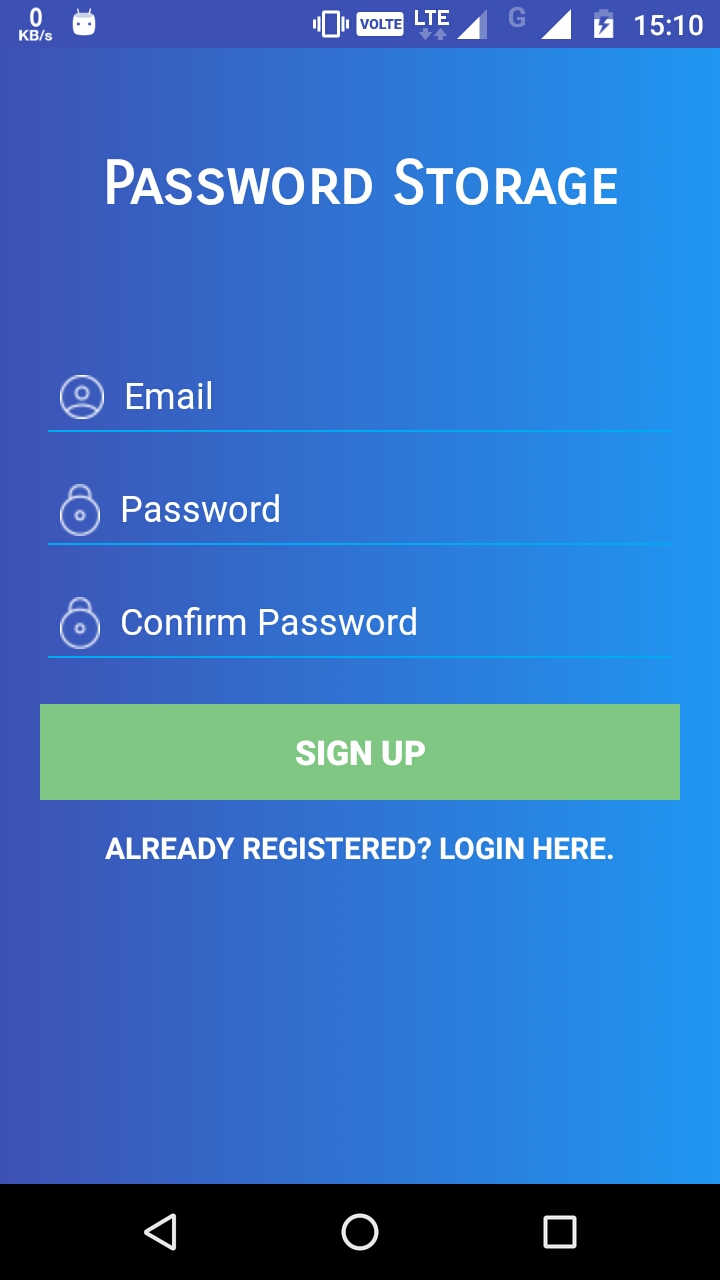 0
KB/s
VOLTE
LTE
G
15:10
Password Storage
Email
Password
Confirm Password
SIGN UP
ALREADY REGISTERED? LOGIN HERE.